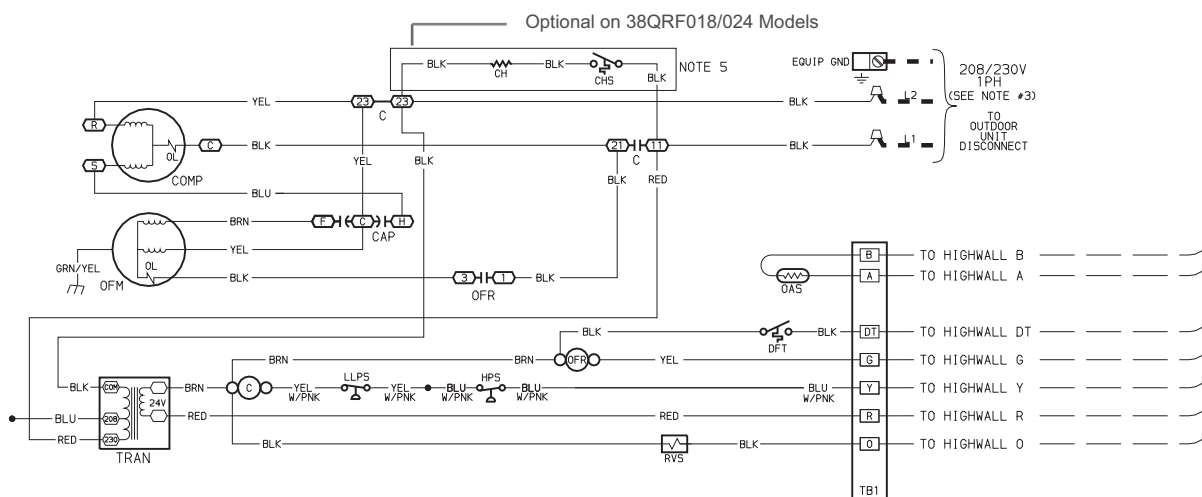 Optional on 38QRF018/024 Models
BLK
CH
BLK
CHS
BLK
NOTE 5
EQUIP GND
208/230V
1PH
(SEE NOTE #3)
TO
OUTDOOR
UNIT
DISCONNECT
R
YEL
23
C
23
BLK
L2
OL
C
BLK
21
C
11
BLK
L1
S
COMP
YEL
BLK
BLK
RED
BLU
BRN
F
C
H
CAP
YEL
GRN/YEL
OL
OFM
BLK
3
1
OFR
BLK
B
TO HIGHWALL B
A
TO HIGHWALL A
OAS
BLK
DFT
BLK
DT
TO HIGHWALL DT
BRN
BRN
OFR
YEL
G
TO HIGHWALL G
BLK
COM
24V
BRN
C
YEL
W/PNK
LLPS
YEL
W/PNK
BLU
W/PNK
HPS
BLU
W/PNK
BLU
W/PNK
Y
TO HIGHWALL Y
BLU
208
RED
RED
R
TO HIGHWALL R
RED
230
BLK
RVS
BLK
O
TO HIGHWALL O
TRAN
TB1